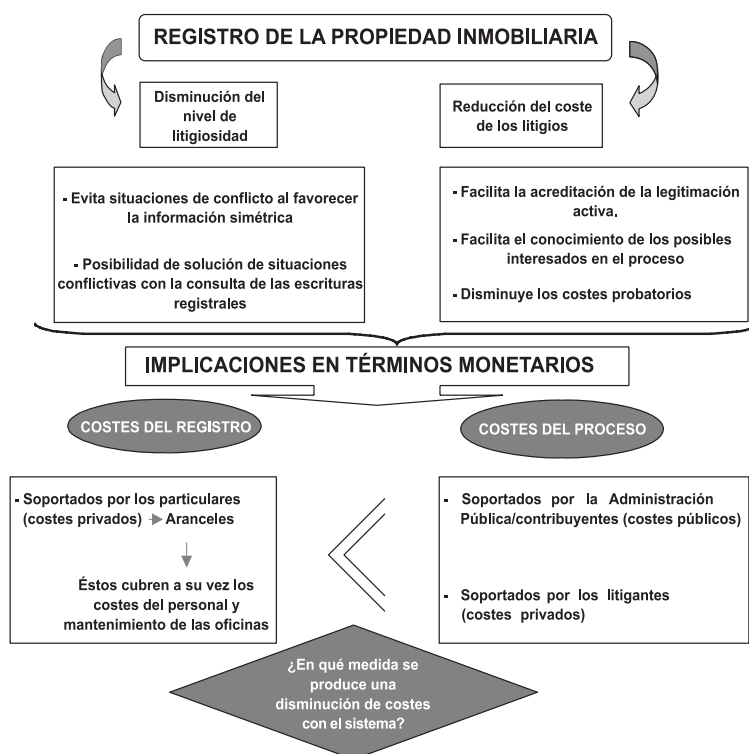 REGISTRO DE LA PROPIEDAD INMOBILIARIA
Disminución del
nivel de
litigiosidad
Reducción del coste
de los litigios
- Evita situaciones de conflicto al favorecer
la información simétrica
- Posibilidad de solución de situaciones
conflictivas con la consulta de las escrituras
registrales
- Facilita la acreditación de la legitimación
activa.
- Facilita el conocimiento de los posibles
interesados en el proceso
- Disminuye los costes probatorios
IMPLICACIONES EN TÉRMINOS MONETARIOS
COSTES DEL REGISTRO
COSTES DEL PROCESO
- Soportados por los particulares
(costes privados) → Aranceles
Éstos cubren a su vez los
costes del personal y
mantenimiento de las oficinas
- Soportados por la Administración
Pública/contribuyentes (costes públicos)
- Soportados por los litigantes
(costes privados)
¿En qué medida se
produce una
disminución de costes
con el sistema?